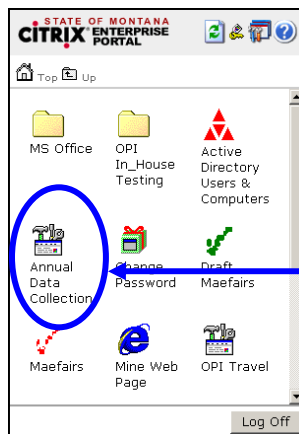 STATE OF MONTANA
CITRIX® ENTERPRISE
PORTAL
Top Up
MS Office
OPI
In_House
Testing
Active
Directory
Users &
Computers
Annual
Data
Collection
Change
Password
Draft
Maefairs
Maefairs
Mine Web
Page
OPI Travel
Log Off